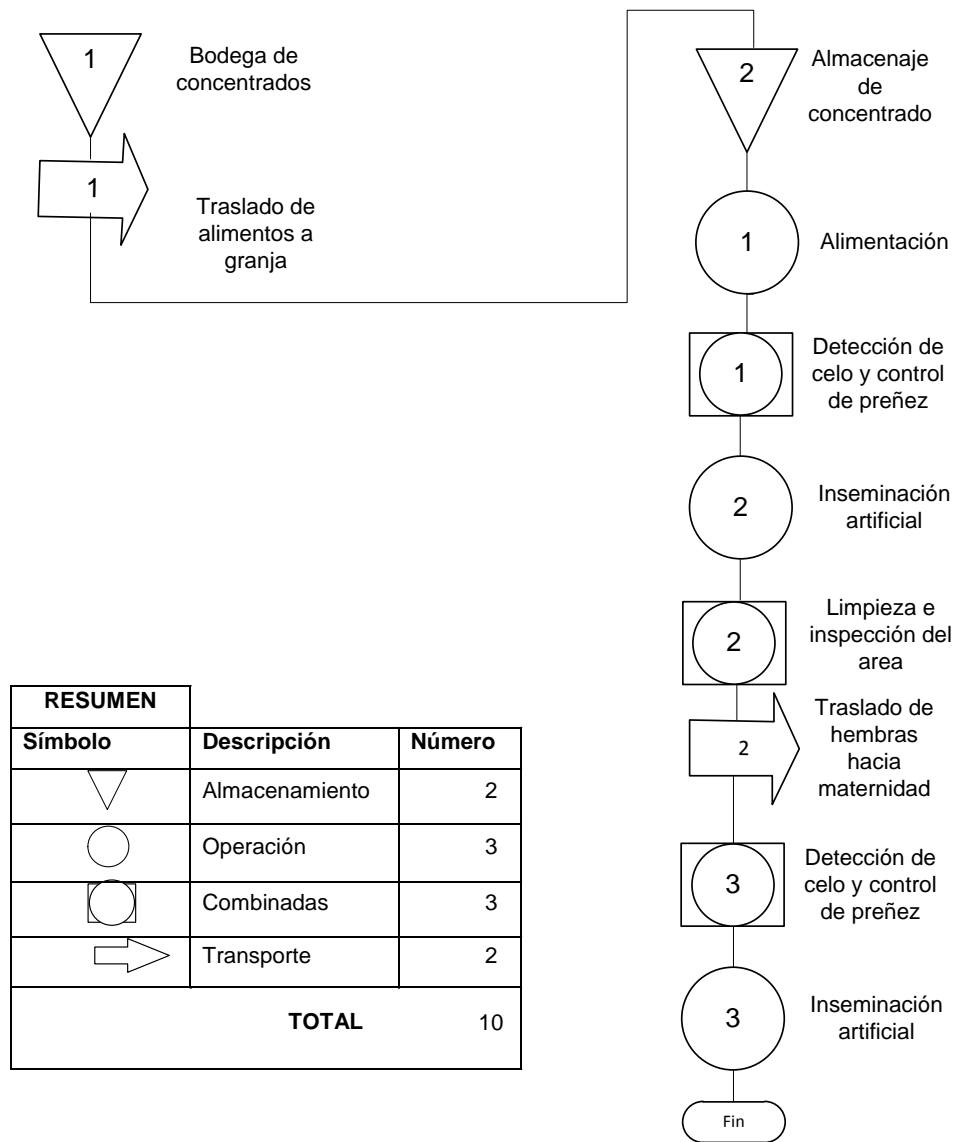 1
Bodega de
concentrados
1
Traslado de
alimentos a
granja
2
Almacenaje
de
concentrado
1
Alimentación
1
Detección de
celo y control
de preñez
2
Inseminación
artificial
2
Limpieza e
inspección del
area
2
Traslado de
hembras
hacia
maternidad
3
Detección de
celo y control
de preñez
3
Inseminación
artificial
Fin
RESUMEN
Símbolo Descripción Número
Almacenamiento 2
Operación 3
Combinadas 3
Transporte 2
TOTAL 10